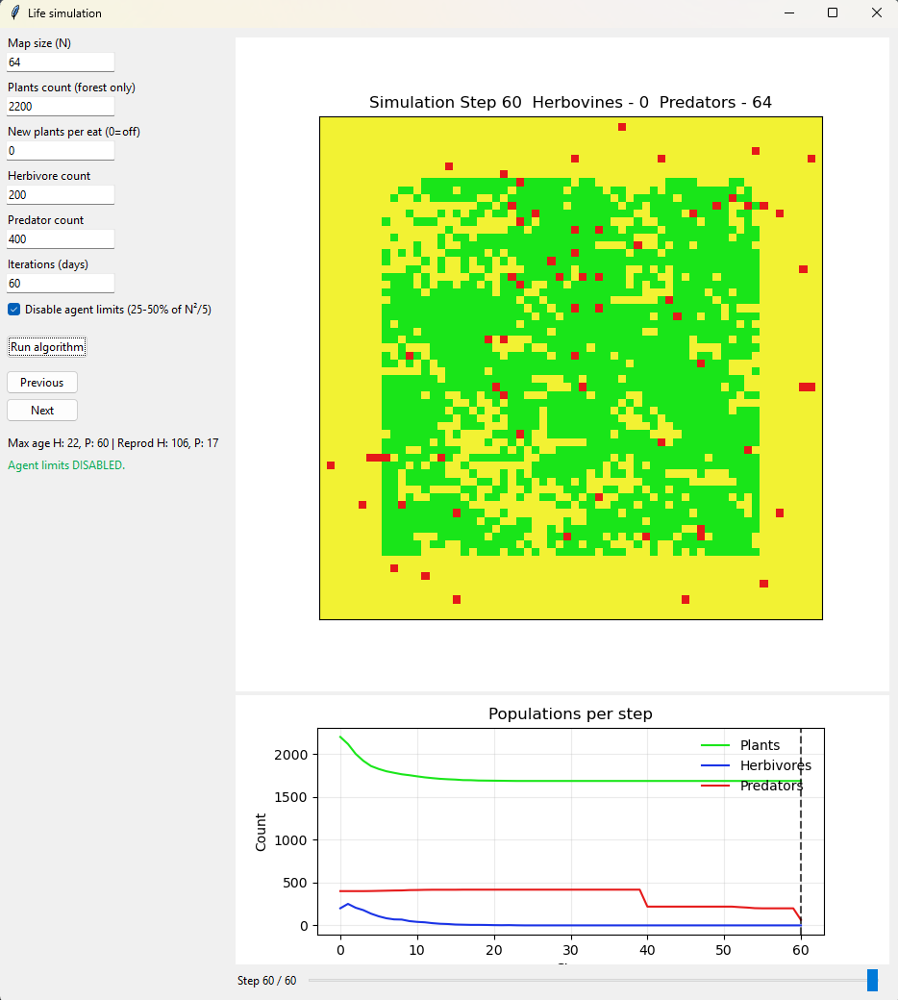 Life simulation
Map size (N)
64
Plants count (forest only)
2200
New plants per eat (0=off)
0
Herbivore count
200
Predator count
400
Iterations (days)
60
Disable agent limits (25-50% of N²/5)
Run algorithm
Previous
Next
Max age H: 22, P: 60 | Reprod H: 106, P: 17
Agent limits DISABLED.
Simulation Step 60 Herbovines - 0 Predators - 64
Populations per step
Plants
Herbivores
Predators
Count
2000
1500
1000
500
0
0 10 20 30 40 50 60
Step 60 / 60